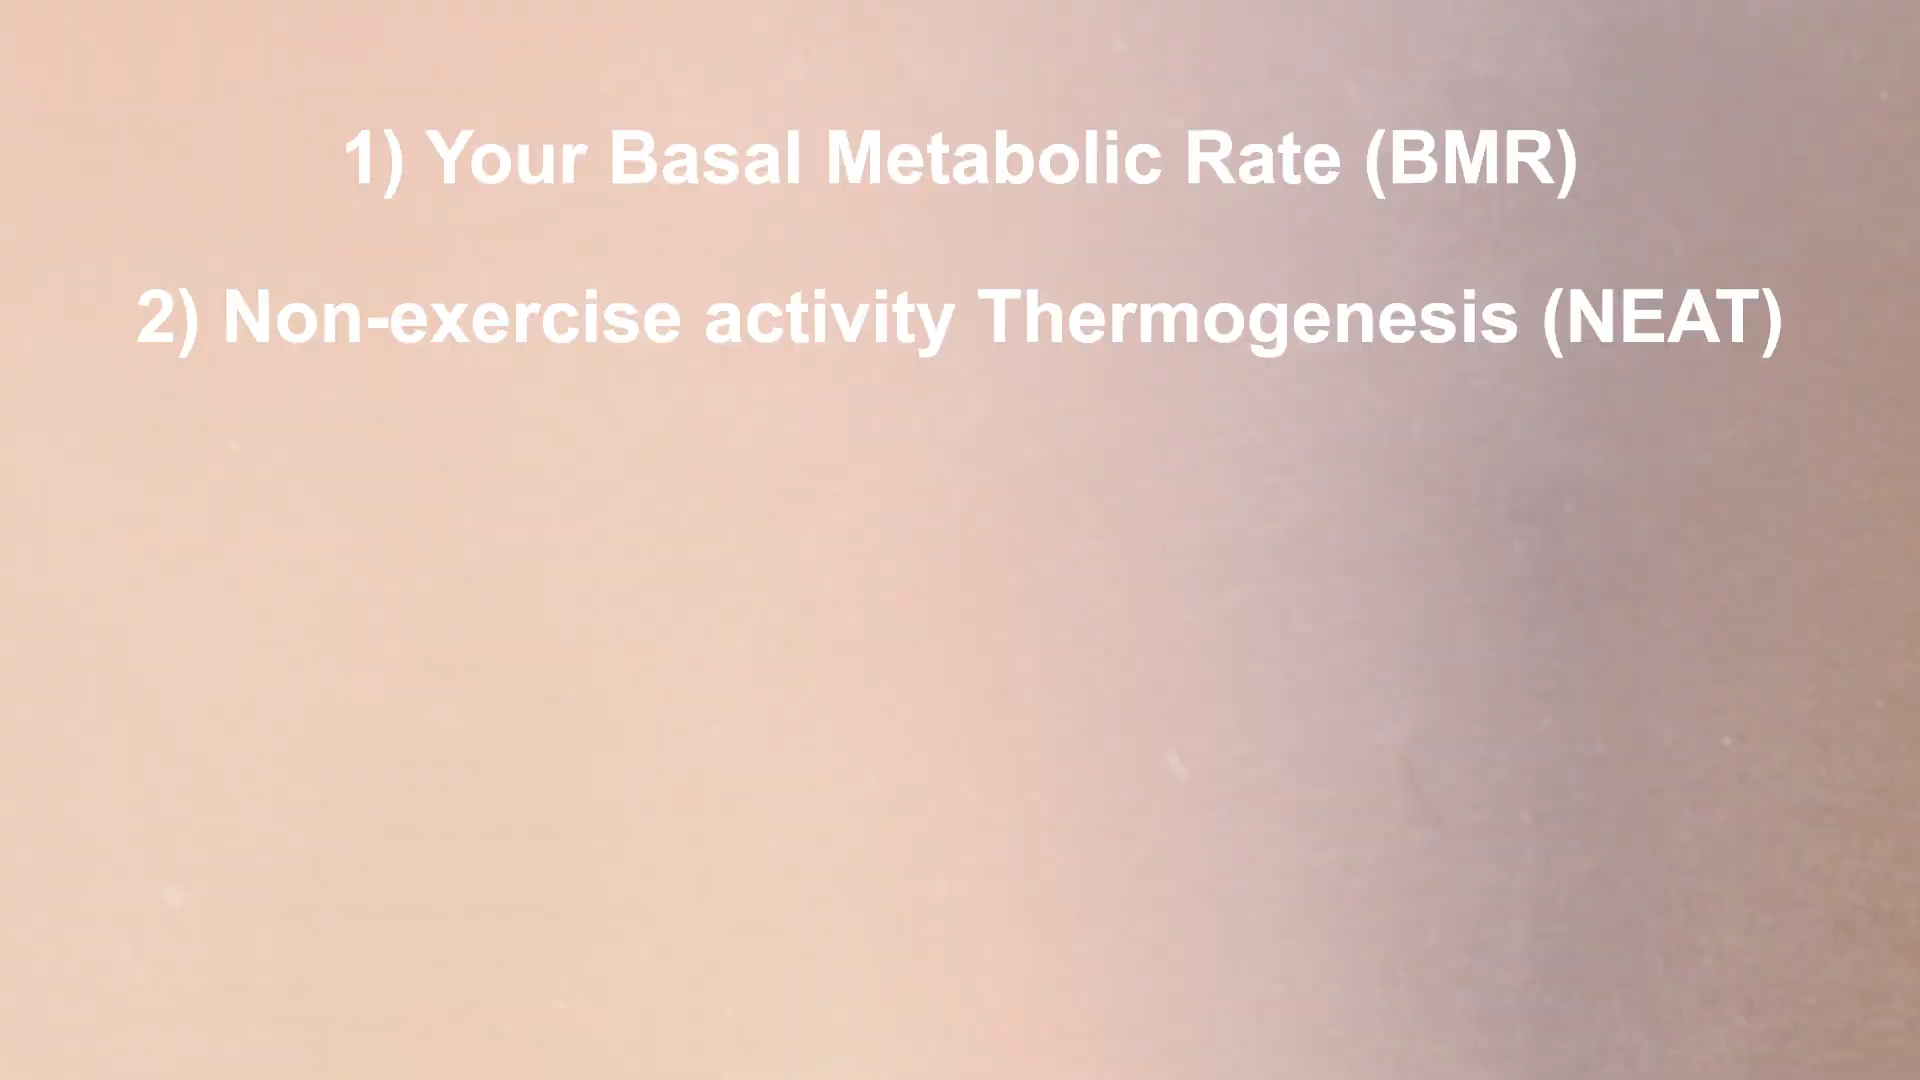 1) Your Basal Metabolic Rate (BMR)
2) Non-exercise activity Thermogenesis (NEAT)